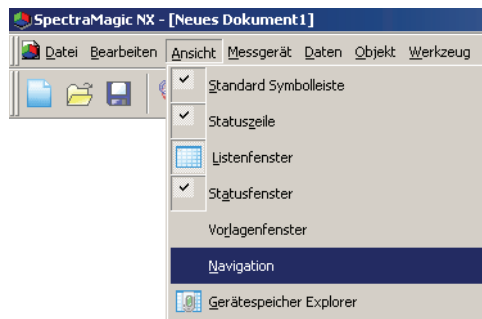 SpectraMagic NX - [Neues Dokument1]
Datei Bearbeiten Ansicht Messgerät Daten Objekt Werkzeug
Standard Symbolleiste
Statuszeile
Listenfenster
Statusfenster
Vorlagenfenster
Navigation
Gerätespeicher Explorer